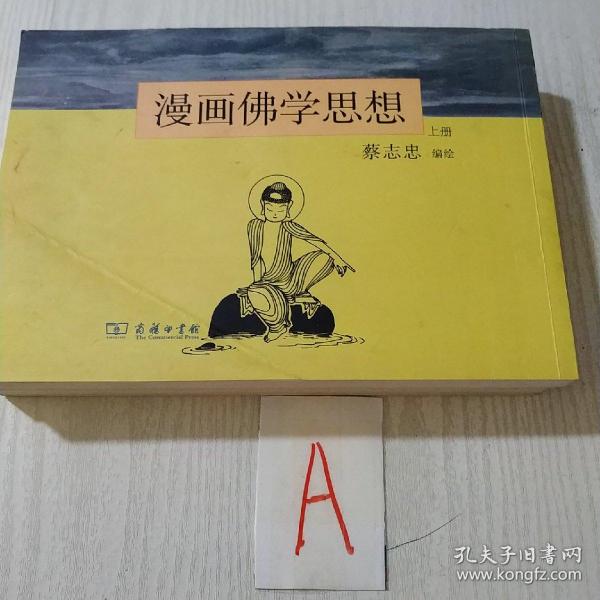 漫画佛学思想
上册
蔡志忠 编绘
商務印書館
The Commercial Press
A
孔夫子旧书网
www.kongfz.com